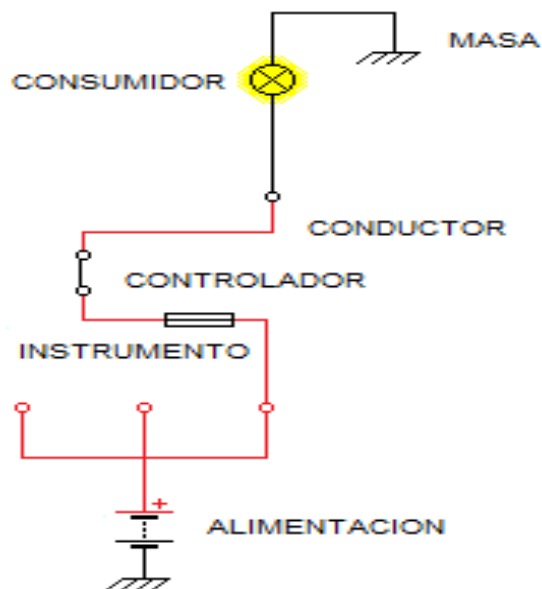 MASA
CONSUMIDOR
CONDUCTOR
CONTROLADOR
INSTRUMENTO
+
ALIMENTACION